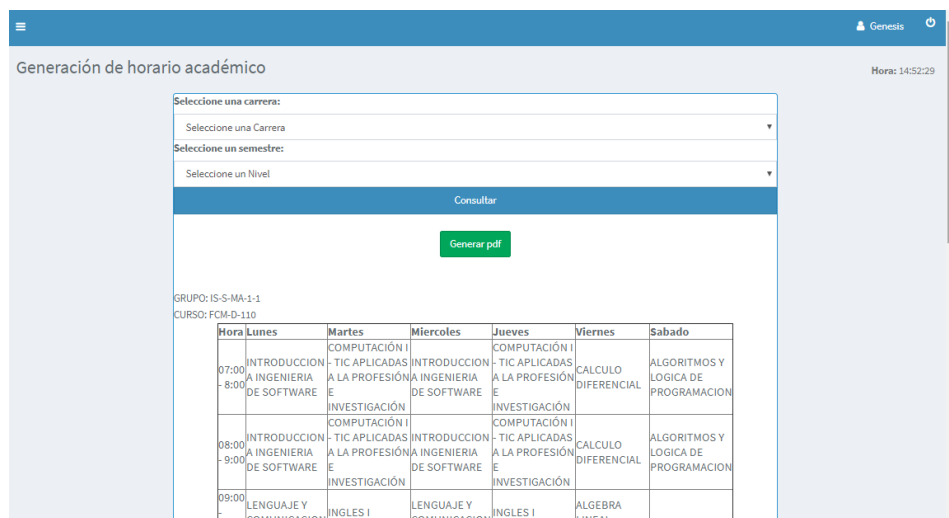 Genesis
Generación de horario académico
Hora: 14:52:29
Seleccione una carrera:
Seleccione una Carrera
Seleccione un semestre:
Seleccione un Nivel
Consultar
Generar pdf
GRUPO: IS-S-MA-1-1
CURSO: FCM-D-110
Hora Lunes Martes Miercoles Jueves Viernes Sabado
07:00
- 8:00
INTRODUCCION
A INGENIERIA
DE SOFTWARE
COMPUTACIÓN I
- TIC APLICADAS
A LA PROFESIÓN
E
INVESTIGACIÓN
INTRODUCCION
A INGENIERIA
DE SOFTWARE
COMPUTACIÓN I
- TIC APLICADAS
A LA PROFESIÓN
E
INVESTIGACIÓN
CALCULO
DIFERENCIAL
ALGORITMOS Y
LOGICA DE
PROGRAMACION
08:00
- 9:00
INTRODUCCION
A INGENIERIA
DE SOFTWARE
COMPUTACIÓN I
- TIC APLICADAS
A LA PROFESIÓN
E
INVESTIGACIÓN
INTRODUCCION
A INGENIERIA
DE SOFTWARE
COMPUTACIÓN I
- TIC APLICADAS
A LA PROFESIÓN
E
INVESTIGACIÓN
CALCULO
DIFERENCIAL
ALGORITMOS Y
LOGICA DE
PROGRAMACION
09:00
-
LENGUAJE Y
COMUNICACION
INGLES I
LENGUAJE Y
COMUNICACION
INGLES I
ALGEBRA